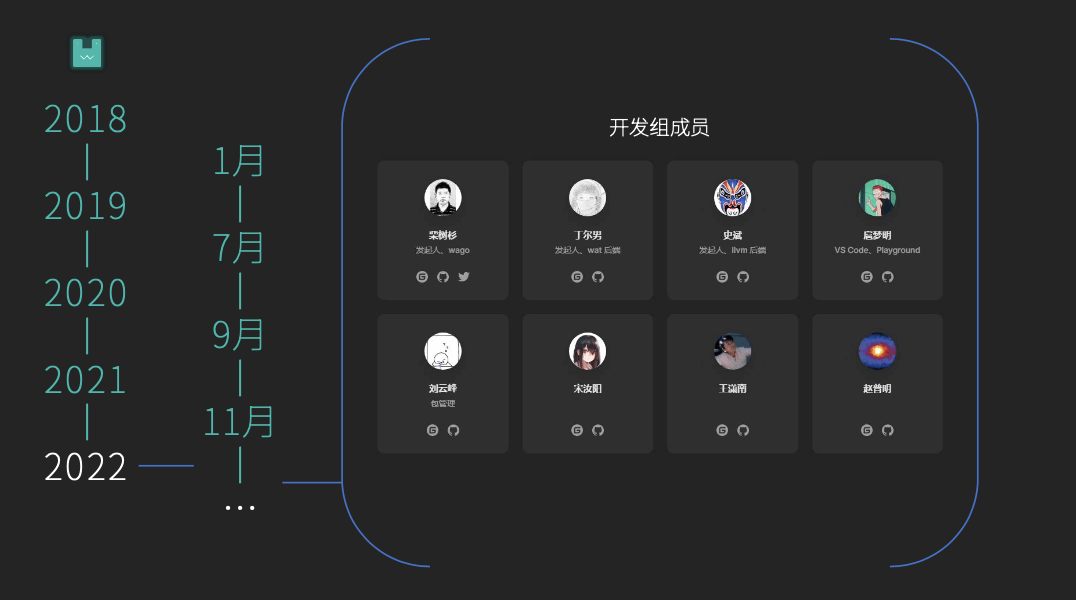 2018
2019
2020
2021
2022
1月
7月
9月
11月
...
开发组成员
柴树杉
发起人、wago
丁尔男
发起人、wat 后端
史斌
发起人、llvm 后端
扈梦明
VS Code、Playground
刘云峰
包管理
宋汝阳
王潇南
赵普明